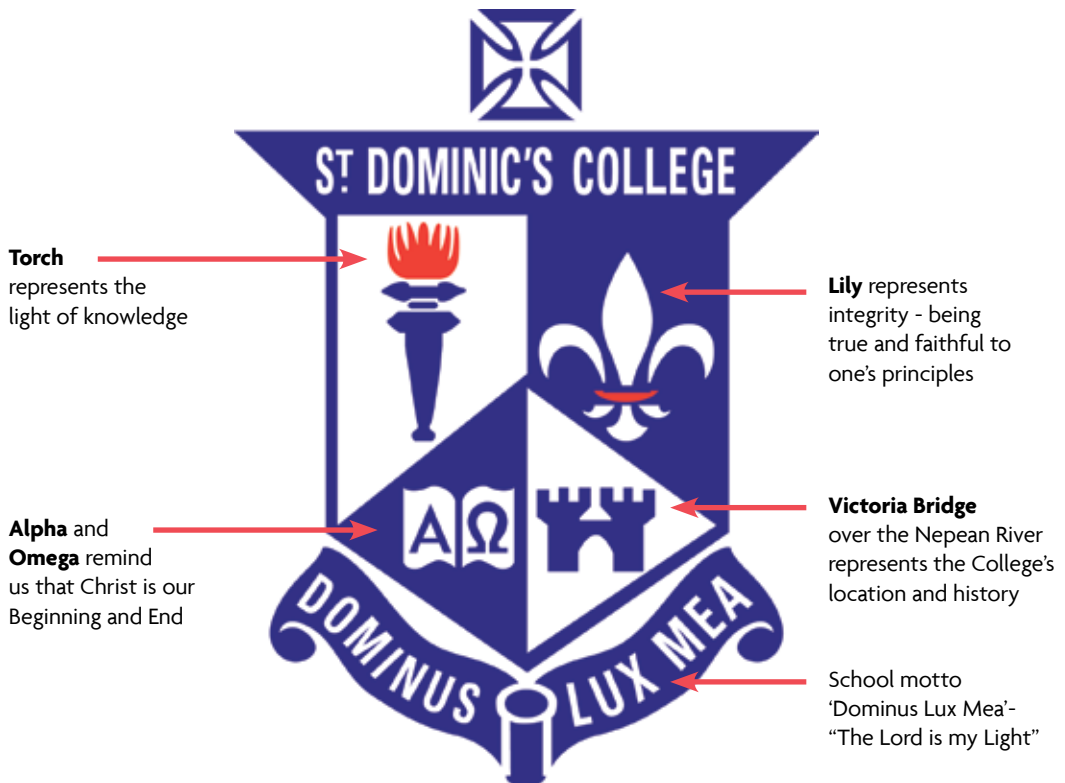 ST DOMINIC'S COLLEGE
Torch
represents the
light of knowledge
Lily represents
integrity - being
true and faithful to
one's principles
Alpha and
Omega remind
us that Christ is our
Beginning and End
Α Ω
Victoria Bridge
over the Nepean River
represents the College's
location and history
DOMINUS LUX MEA
School motto
'Dominus Lux Mea'-
“The Lord is my Light”